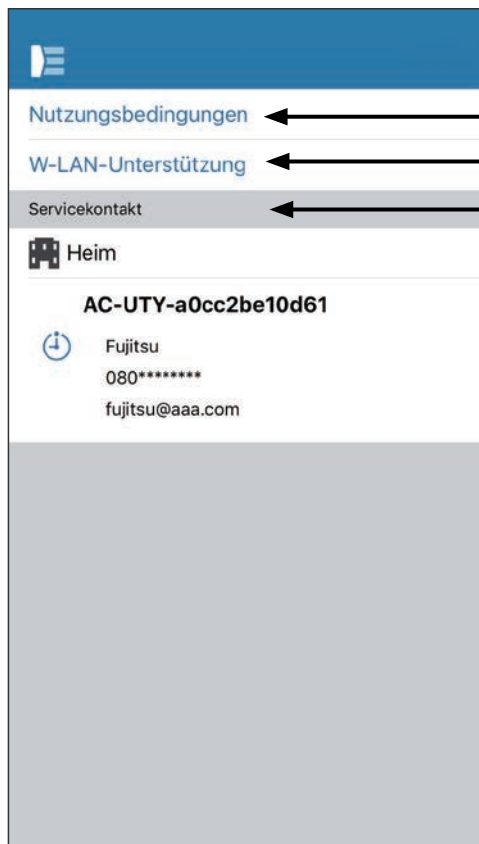 Nutzungsbedingungen
W-LAN-Unterstützung
Servicekontakt
Heim
AC-UTY-a0cc2be10d61
Fujitsu
080********
fujitsu@aaa.com